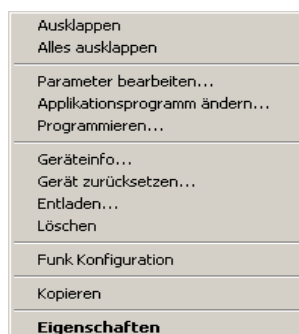 Ausklappen
Alles ausklappen
Parameter bearbeiten...
Applikationsprogramm ändern...
Programmieren...
Geräteinfo...
Gerät zurücksetzen...
Entladen...
Löschen
Funk Konfiguration
Kopieren
Eigenschaften